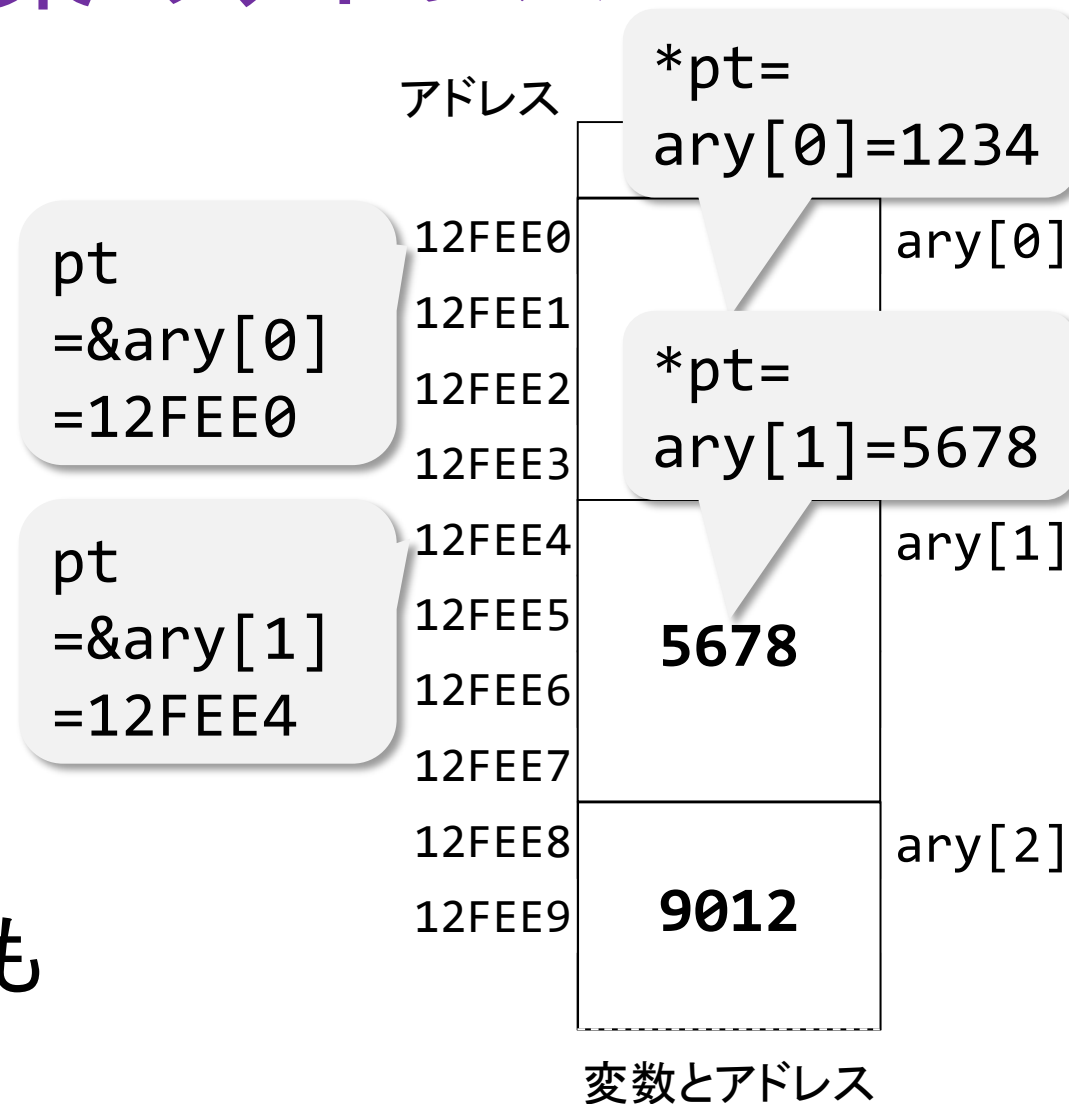 アドレス
*pt=
ary[0]=1234
pt
=&ary[0]
=12FEE0
12FEE0
ary[0]
12FEE1
12FEE2
12FEE3
*pt=
ary[1]=5678
pt
=&ary[1]
=12FEE4
12FEE4
ary[1]
12FEE5
5678
12FEE6
12FEE7
12FEE8
ary[2]
12FEE9
9012
も
変数とアドレス